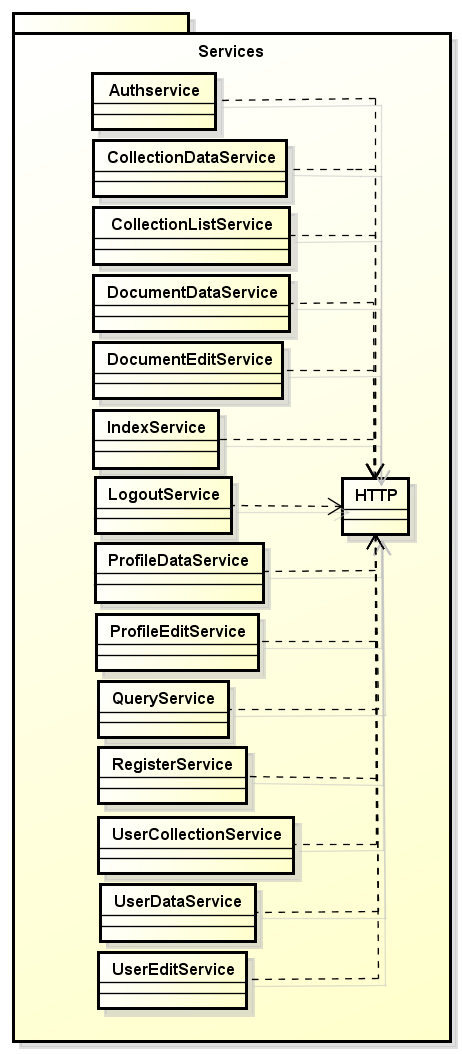 Services
Authservice
CollectionDataService
CollectionListService
DocumentDataService
DocumentEditService
IndexService
LogoutService
HTTP
ProfileDataService
ProfileEditService
QueryService
RegisterService
UserCollectionService
UserDataService
UserEditService